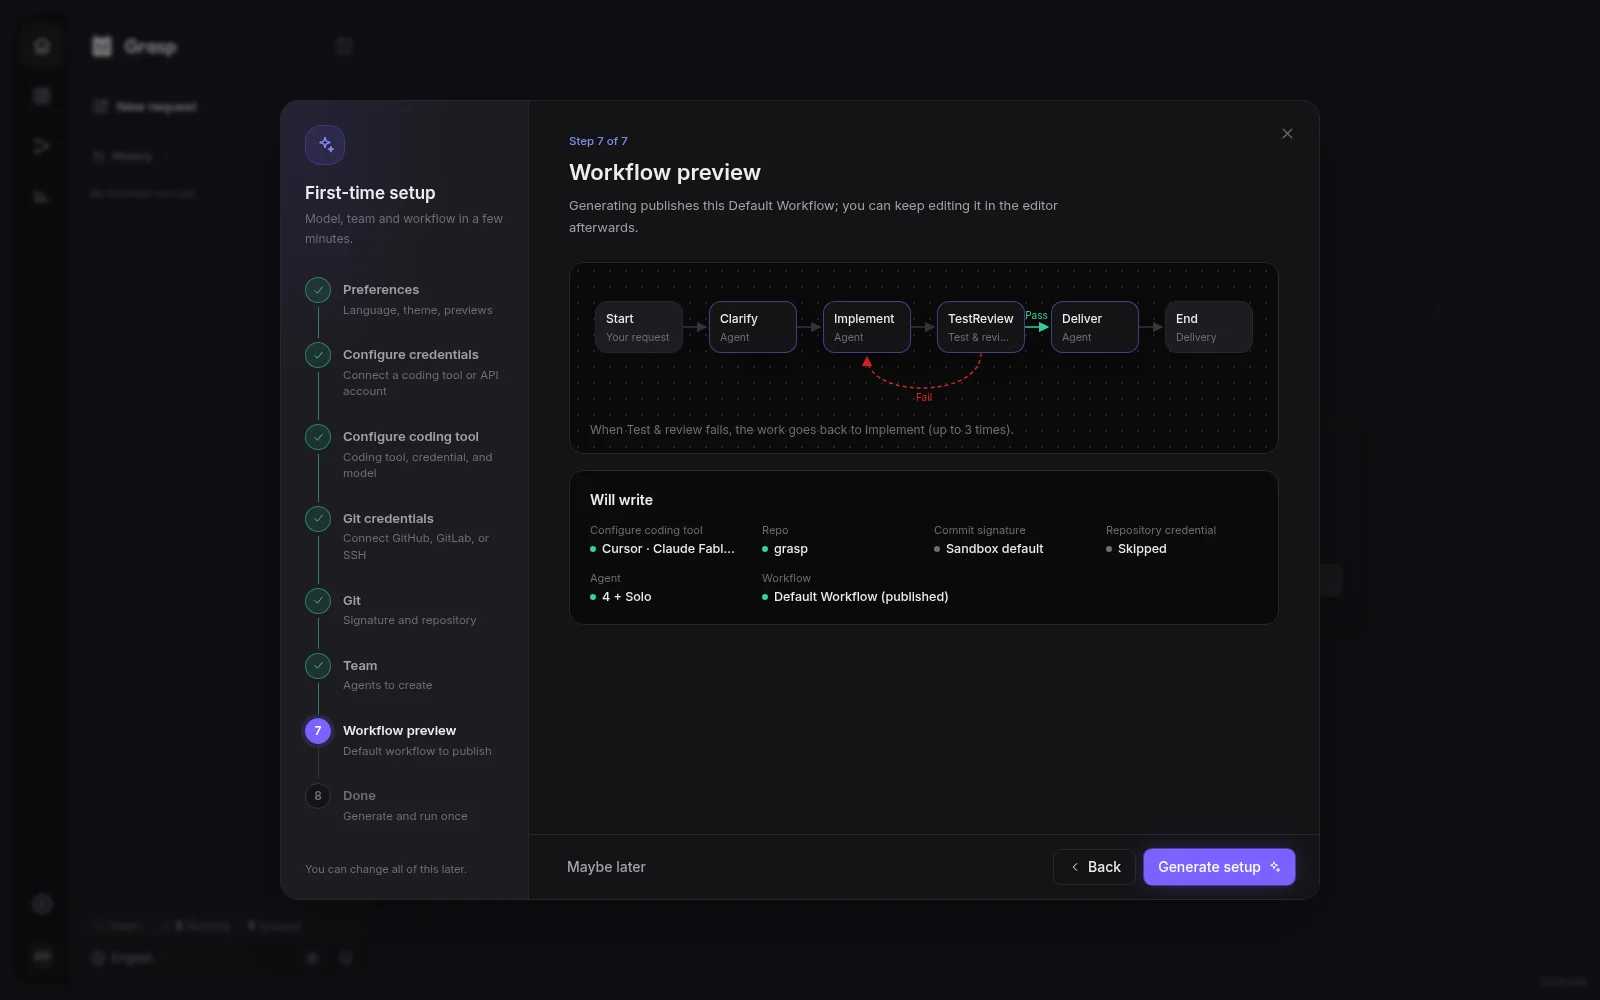 Grasp
New request
History
First-time setup
Model, team and workflow in a few
minutes.
Preferences
Language, theme, previews
Configure credentials
Connect a coding tool or API
account
Configure coding tool
Coding tool, credential, and
model
Git credentials
Connect GitHub, GitLab, or
SSH
Git
Signature and repository
Team
Agents to create
7
Workflow preview
Default workflow to publish
8
Done
Generate and run once
You can change all of this later.
English
Step 7 of 7
Workflow preview
Generating publishes this Default Workflow; you can keep editing it in the editor
afterwards.
Start
Your request
Clarify
Agent
Implement
Agent
TestReview
Test & revi...
Pass
Deliver
Agent
End
Delivery
Fail
When Test & review fails, the work goes back to Implement (up to 3 times).
Will write
Configure coding tool
Cursor · Claude Fabl...
Repo
grasp
Commit signature
Sandbox default
Repository credential
Skipped
Agent
4 + Solo
Workflow
Default Workflow (published)
Maybe later
Back
Generate setup